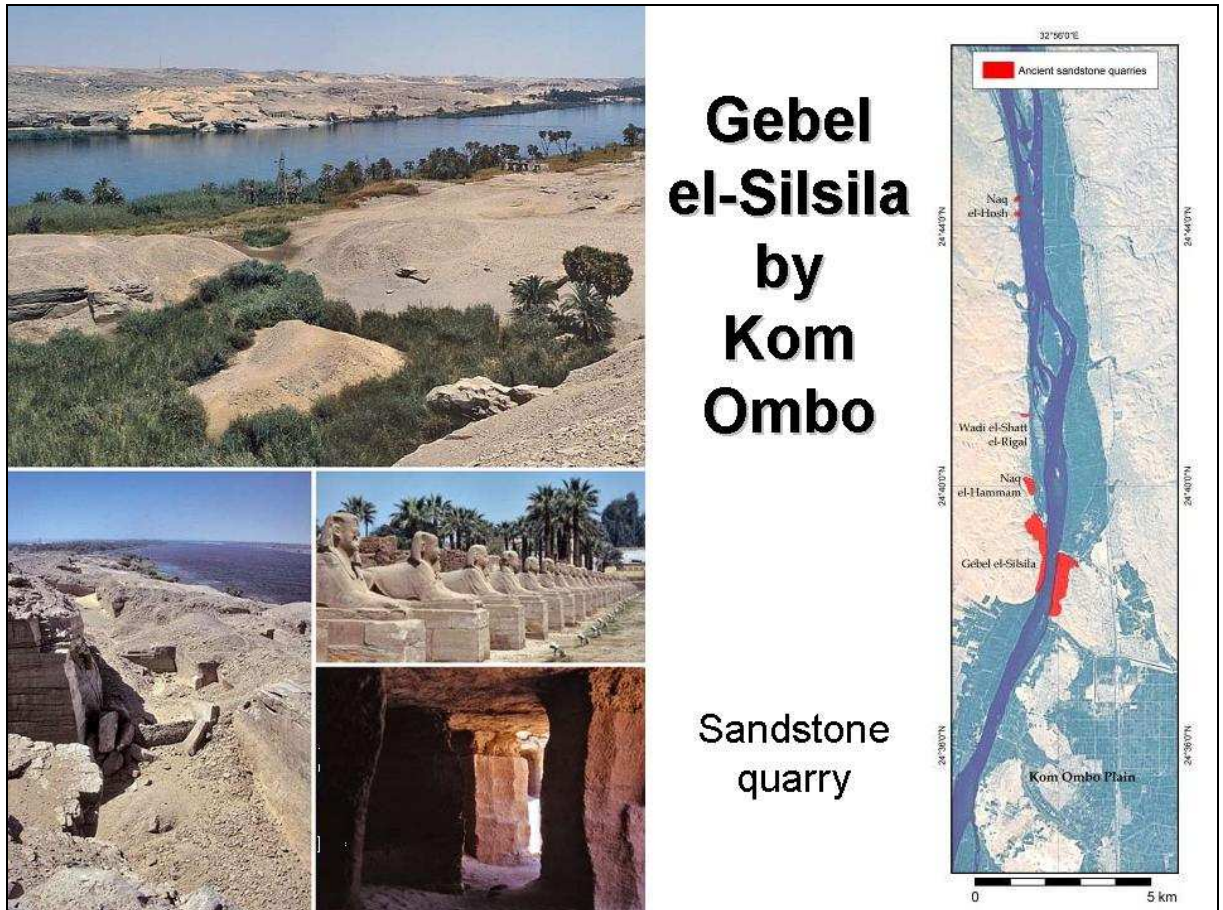 Gebel
el-Silsila
by
Kom
Ombo
Sandstone
quarry
32°56'0"E
Ancient sandstone quarries
Naq
el-Hosh
24°44'0"N
24°44'0"N
Wadi el-Shatt
el-Rigal
Naq
el-Hammam
24°40'0"N
24°40'0"N
Gebel el-Silsila
24°36'0"N
24°36'0"N
Kom Ombo Plain
0
5 km